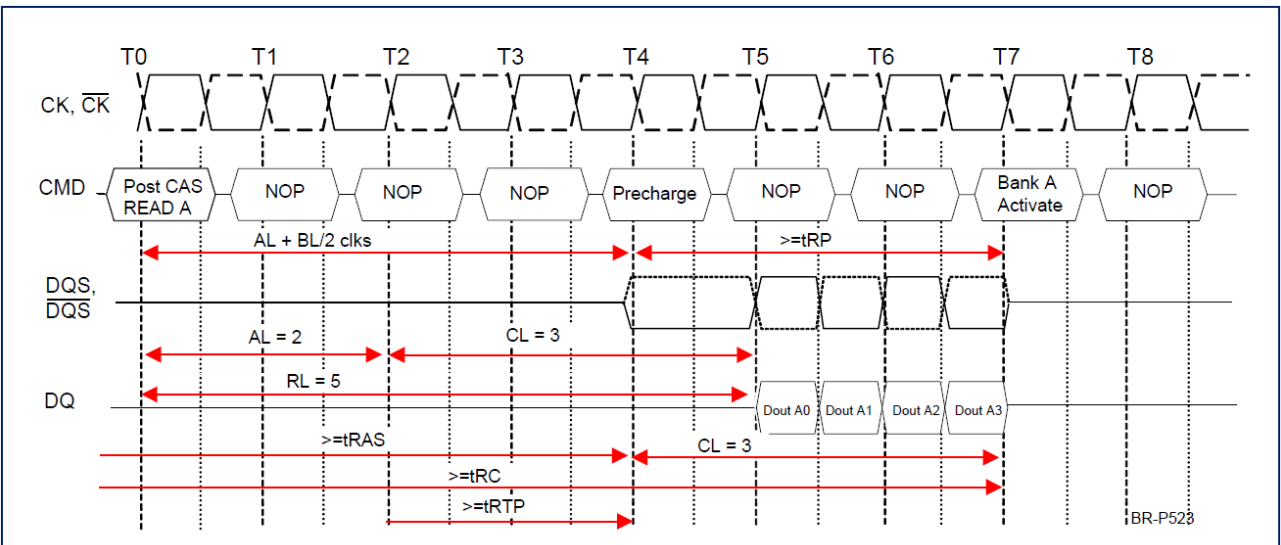 T0 T1 T2 T3 T4 T5 T6 T7 T8
CK, C̅K̅
CMD Post CAS READ A NOP NOP NOP Precharge NOP NOP Bank A Activate NOP
AL + BL/2 clks >=tRP
DQS,
D̅Q̅S̅
AL = 2 CL = 3
RL = 5
DQ Dout A0 Dout A1 Dout A2 Dout A3
>=tRAS CL = 3
>=tRC
>=tRTP
BR-P523